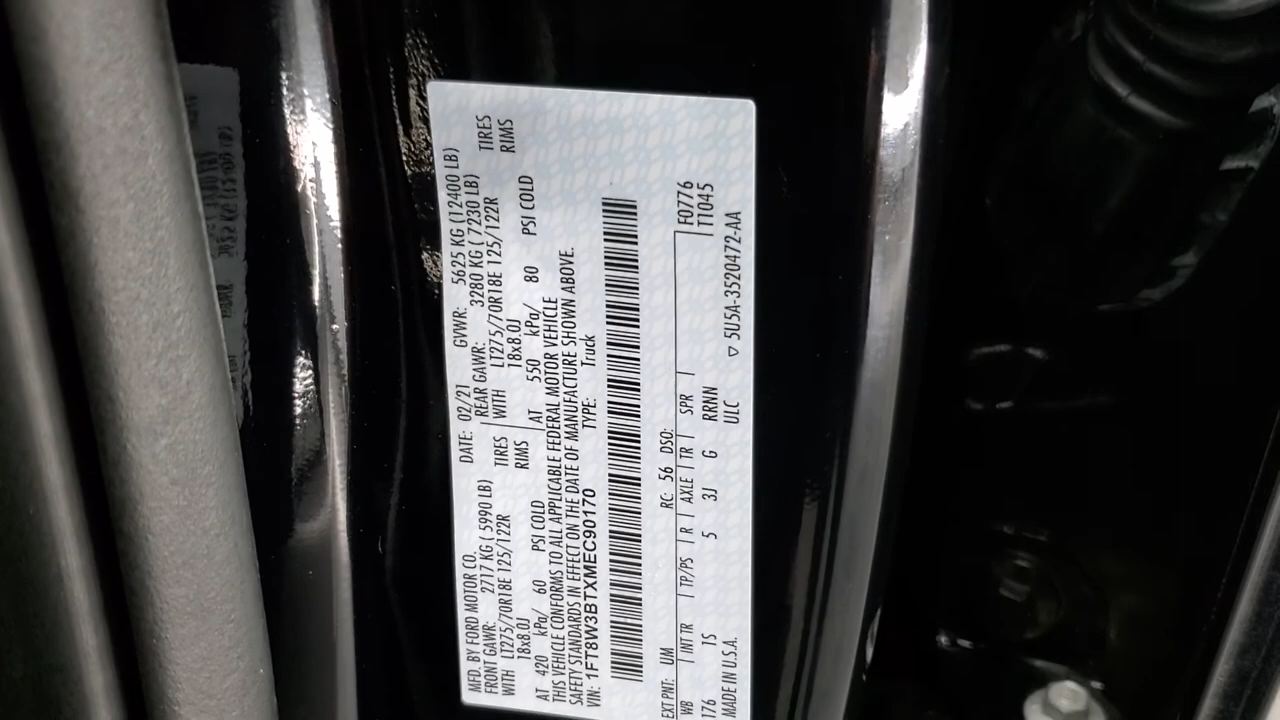 MFD. BY FORD MOTOR CO.
DATE: 02/21 GVWR: 5625 KG (12400 LB)
FRONT GAWR: 2717 KG ( 5990 LB)
REAR GAWR: 3280 KG ( 7230 LB)
WITH LT275/70R18E 125/122R TIRES
WITH LT275/70R18E 125/122R TIRES
18x8.0J RIMS
18x8.0J RIMS
AT 420 kPa/ 60 PSI COLD
AT 550 kPa/ 80 PSI COLD
THIS VEHICLE CONFORMS TO ALL APPLICABLE FEDERAL MOTOR VEHICLE
SAFETY STANDARDS IN EFFECT ON THE DATE OF MANUFACTURE SHOWN ABOVE.
VIN: 1FT8W3BTXMEC90170 TYPE: Truck
EXT PNT: UM RC: 56 DSO:
WB | INT TR | TP/PS | R | AXLE | TR | SPR | F0776
176 TS 5 3J G RRNN T1045
MADE IN U.S.A. ULC ▽ 5U5A-3520472-AA